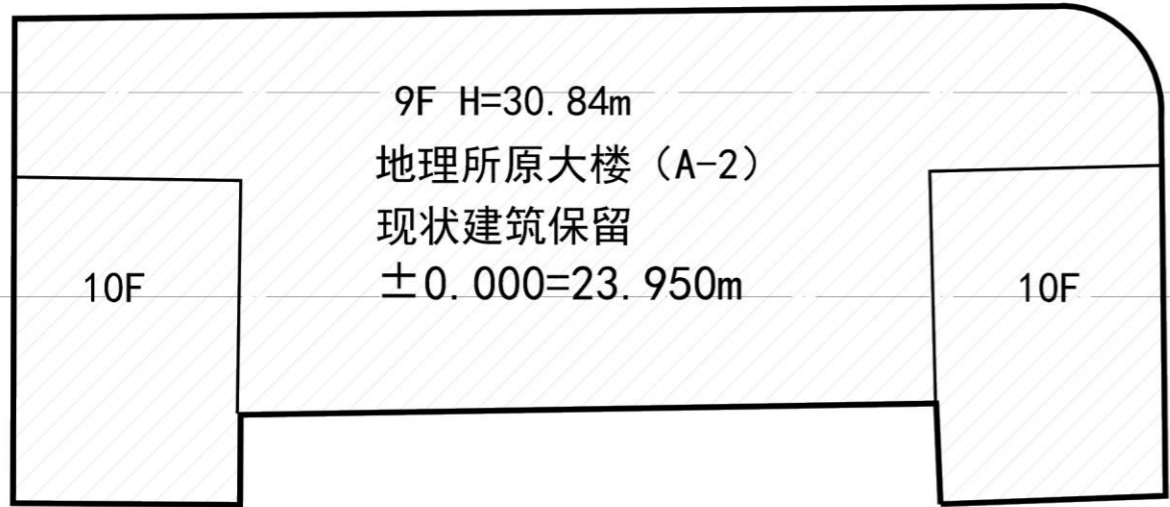 9F H=30.84m
地理所原大楼（A-2）
现状建筑保留
±0.000=23.950m
10F
10F